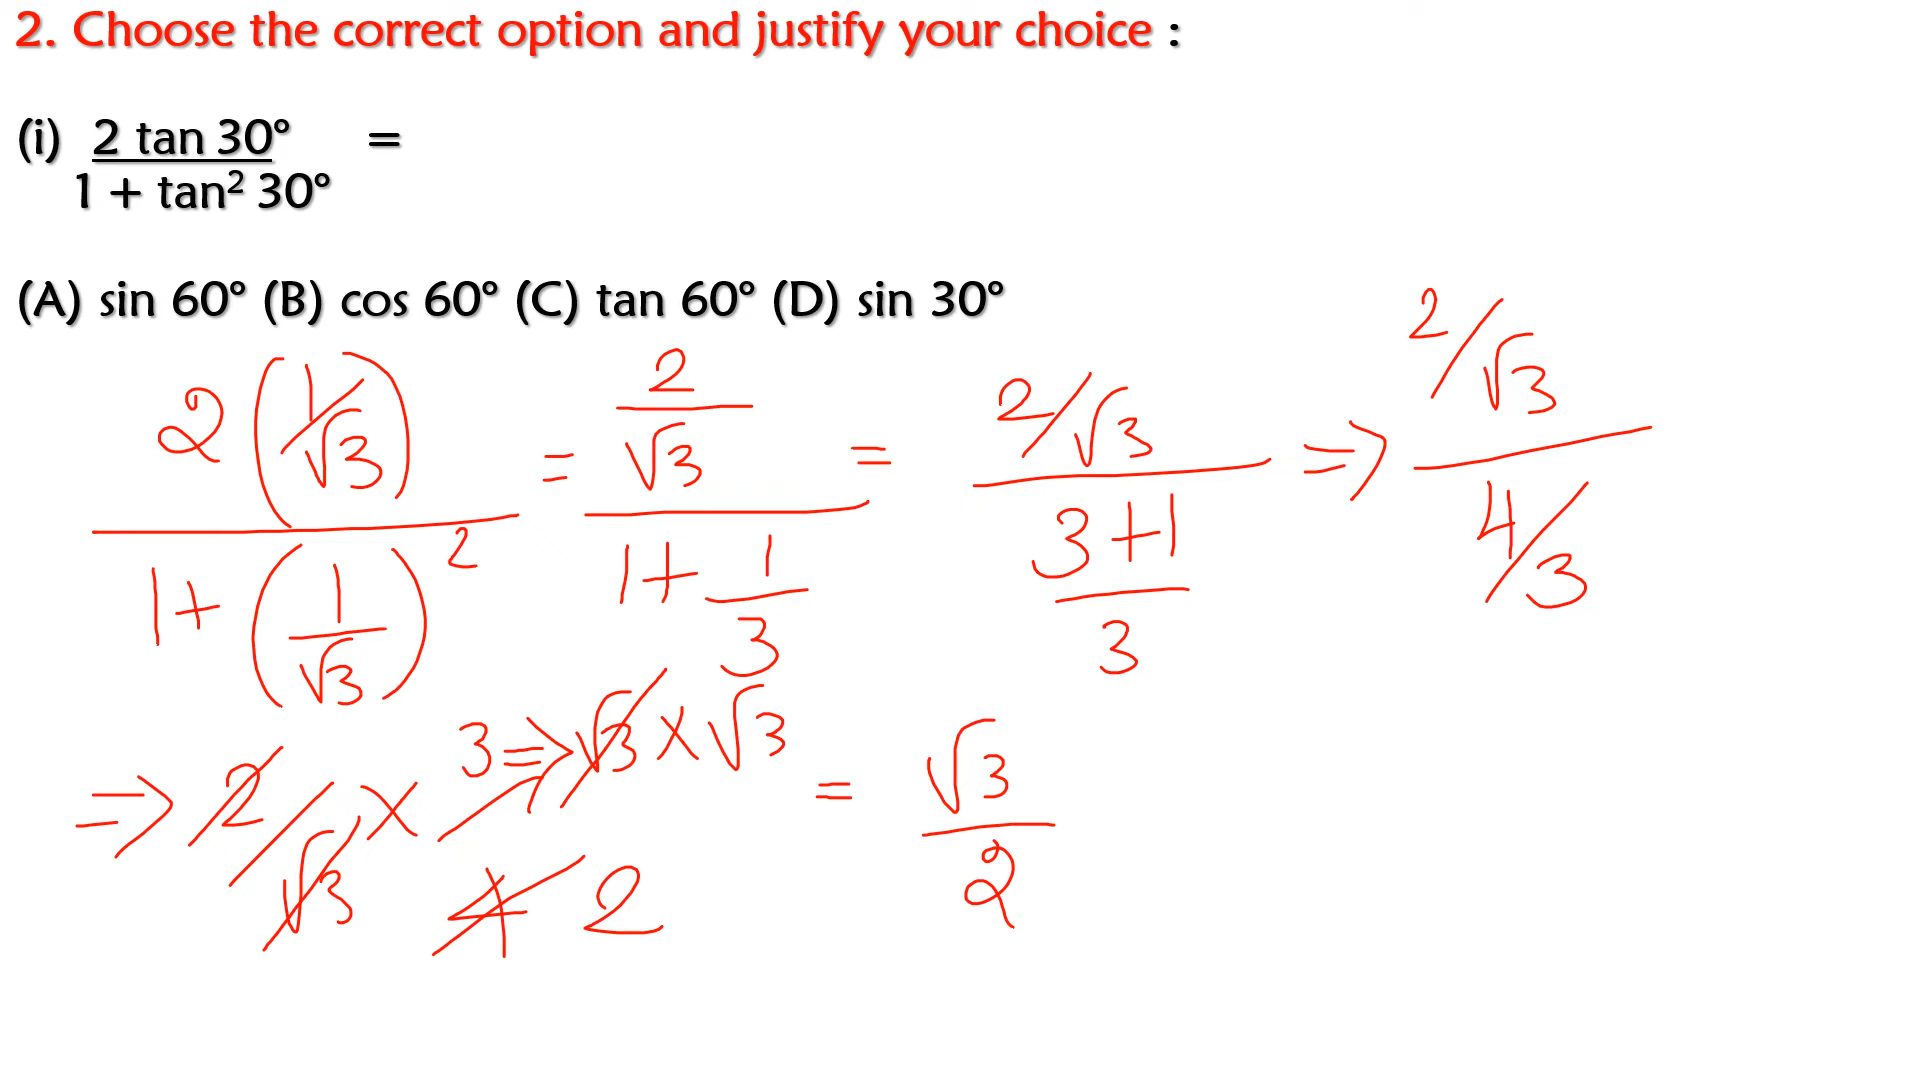 2. Choose the correct option and justify your choice :
(i) 2 tan 30° =
1 + tan² 30°
(A) sin 60° (B) cos 60° (C) tan 60° (D) sin 30°
2(1/√3) / 1+(1/√3)² = 2/√3 / 1+1/3 = 2/√3 / 3+1/3 ⇒ 2/√3 / 4/3
⇒ 2/√3 × 3⇒√3×√3 / 4 2 = √3/2